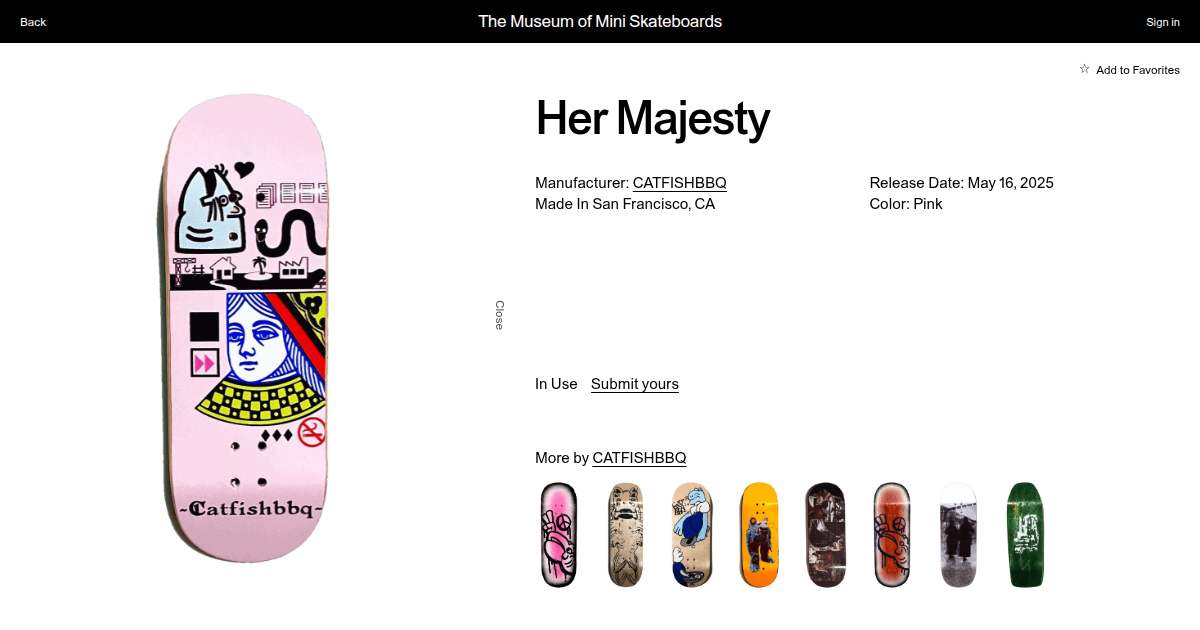 Back
The Museum of Mini Skateboards
Sign in
☆ Add to Favorites
Her Majesty
Manufacturer: CATFISHBBQ
Made In San Francisco, CA
Release Date: May 16, 2025
Color: Pink
Close
In Use Submit yours
More by CATFISHBBQ
~Catfishbbq~